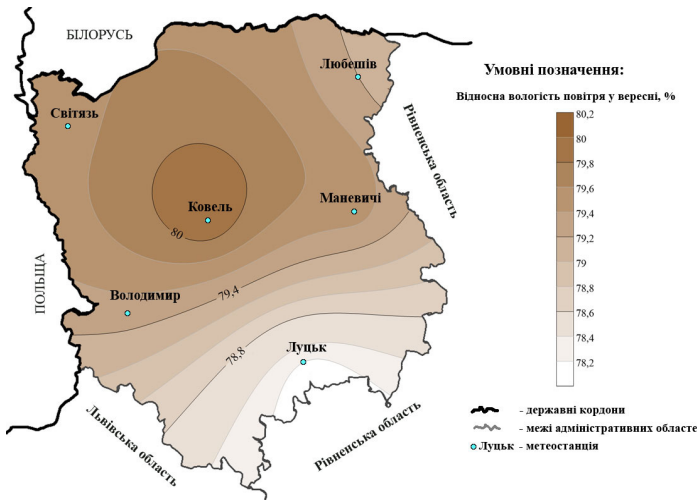 БІЛОРУСЬ
Любешів
Світязь
Рівненська область
Ковель
Маневичі
80
ПОЛЬЩА
Володимир
79,4
78,8
Луцьк
Львівська область
Рівненська область
Умовні позначення:
Відносна вологість повітря у вересні, %
80,2
80
79,8
79,6
79,4
79,2
79
78,8
78,6
78,4
78,2
- державні кордони
- межі адміністративних областе
Луцьк - метеостанція